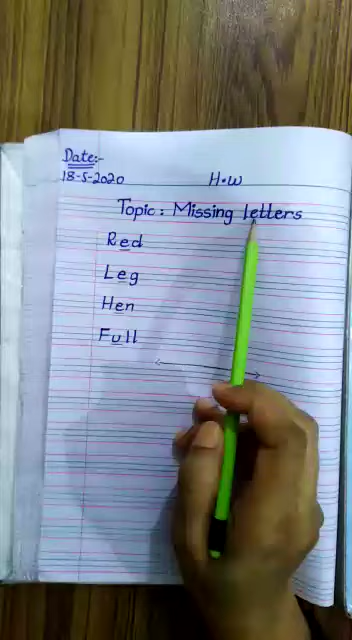 Date:-
18-5-2020 H.W
Topic: Missing letters
Red
Leg
Hen
Full